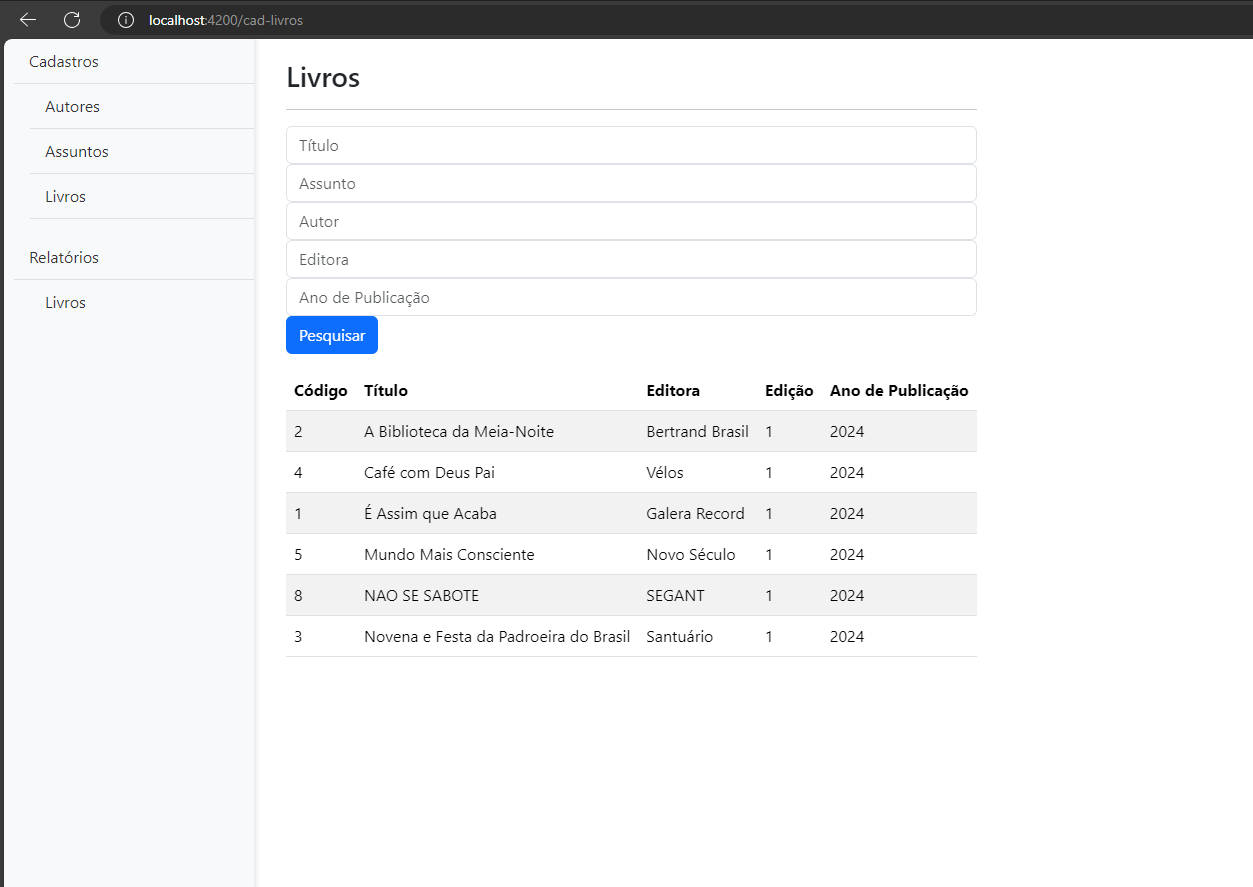 localhost:4200/cad-livros
Cadastros
Autores
Assuntos
Livros
Relatórios
Livros
Livros
Título
Assunto
Autor
Editora
Ano de Publicação
Pesquisar
Código Título Editora Edição Ano de Publicação
2 A Biblioteca da Meia-Noite Bertrand Brasil 1 2024
4 Café com Deus Pai Vélos 1 2024
1 É Assim que Acaba Galera Record 1 2024
5 Mundo Mais Consciente Novo Século 1 2024
8 NAO SE SABOTE SEGANT 1 2024
3 Novena e Festa da Padroeira do Brasil Santuário 1 2024